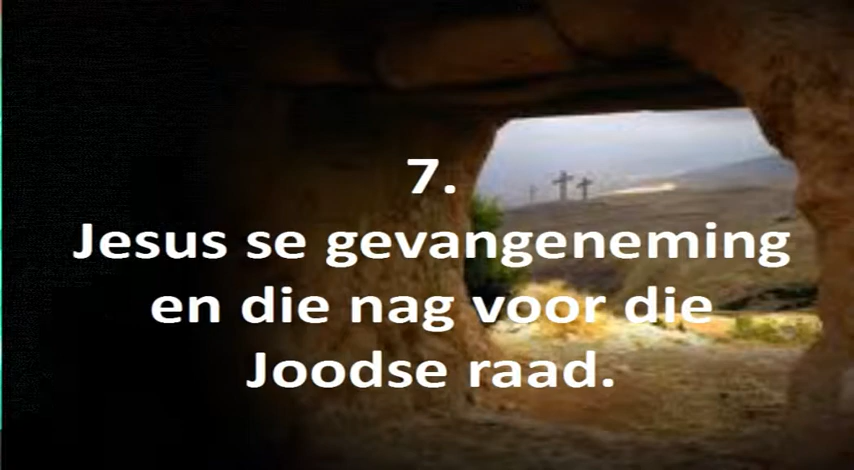 7.
Jesus se gevangeneming
en die nag voor die
Joodse raad.